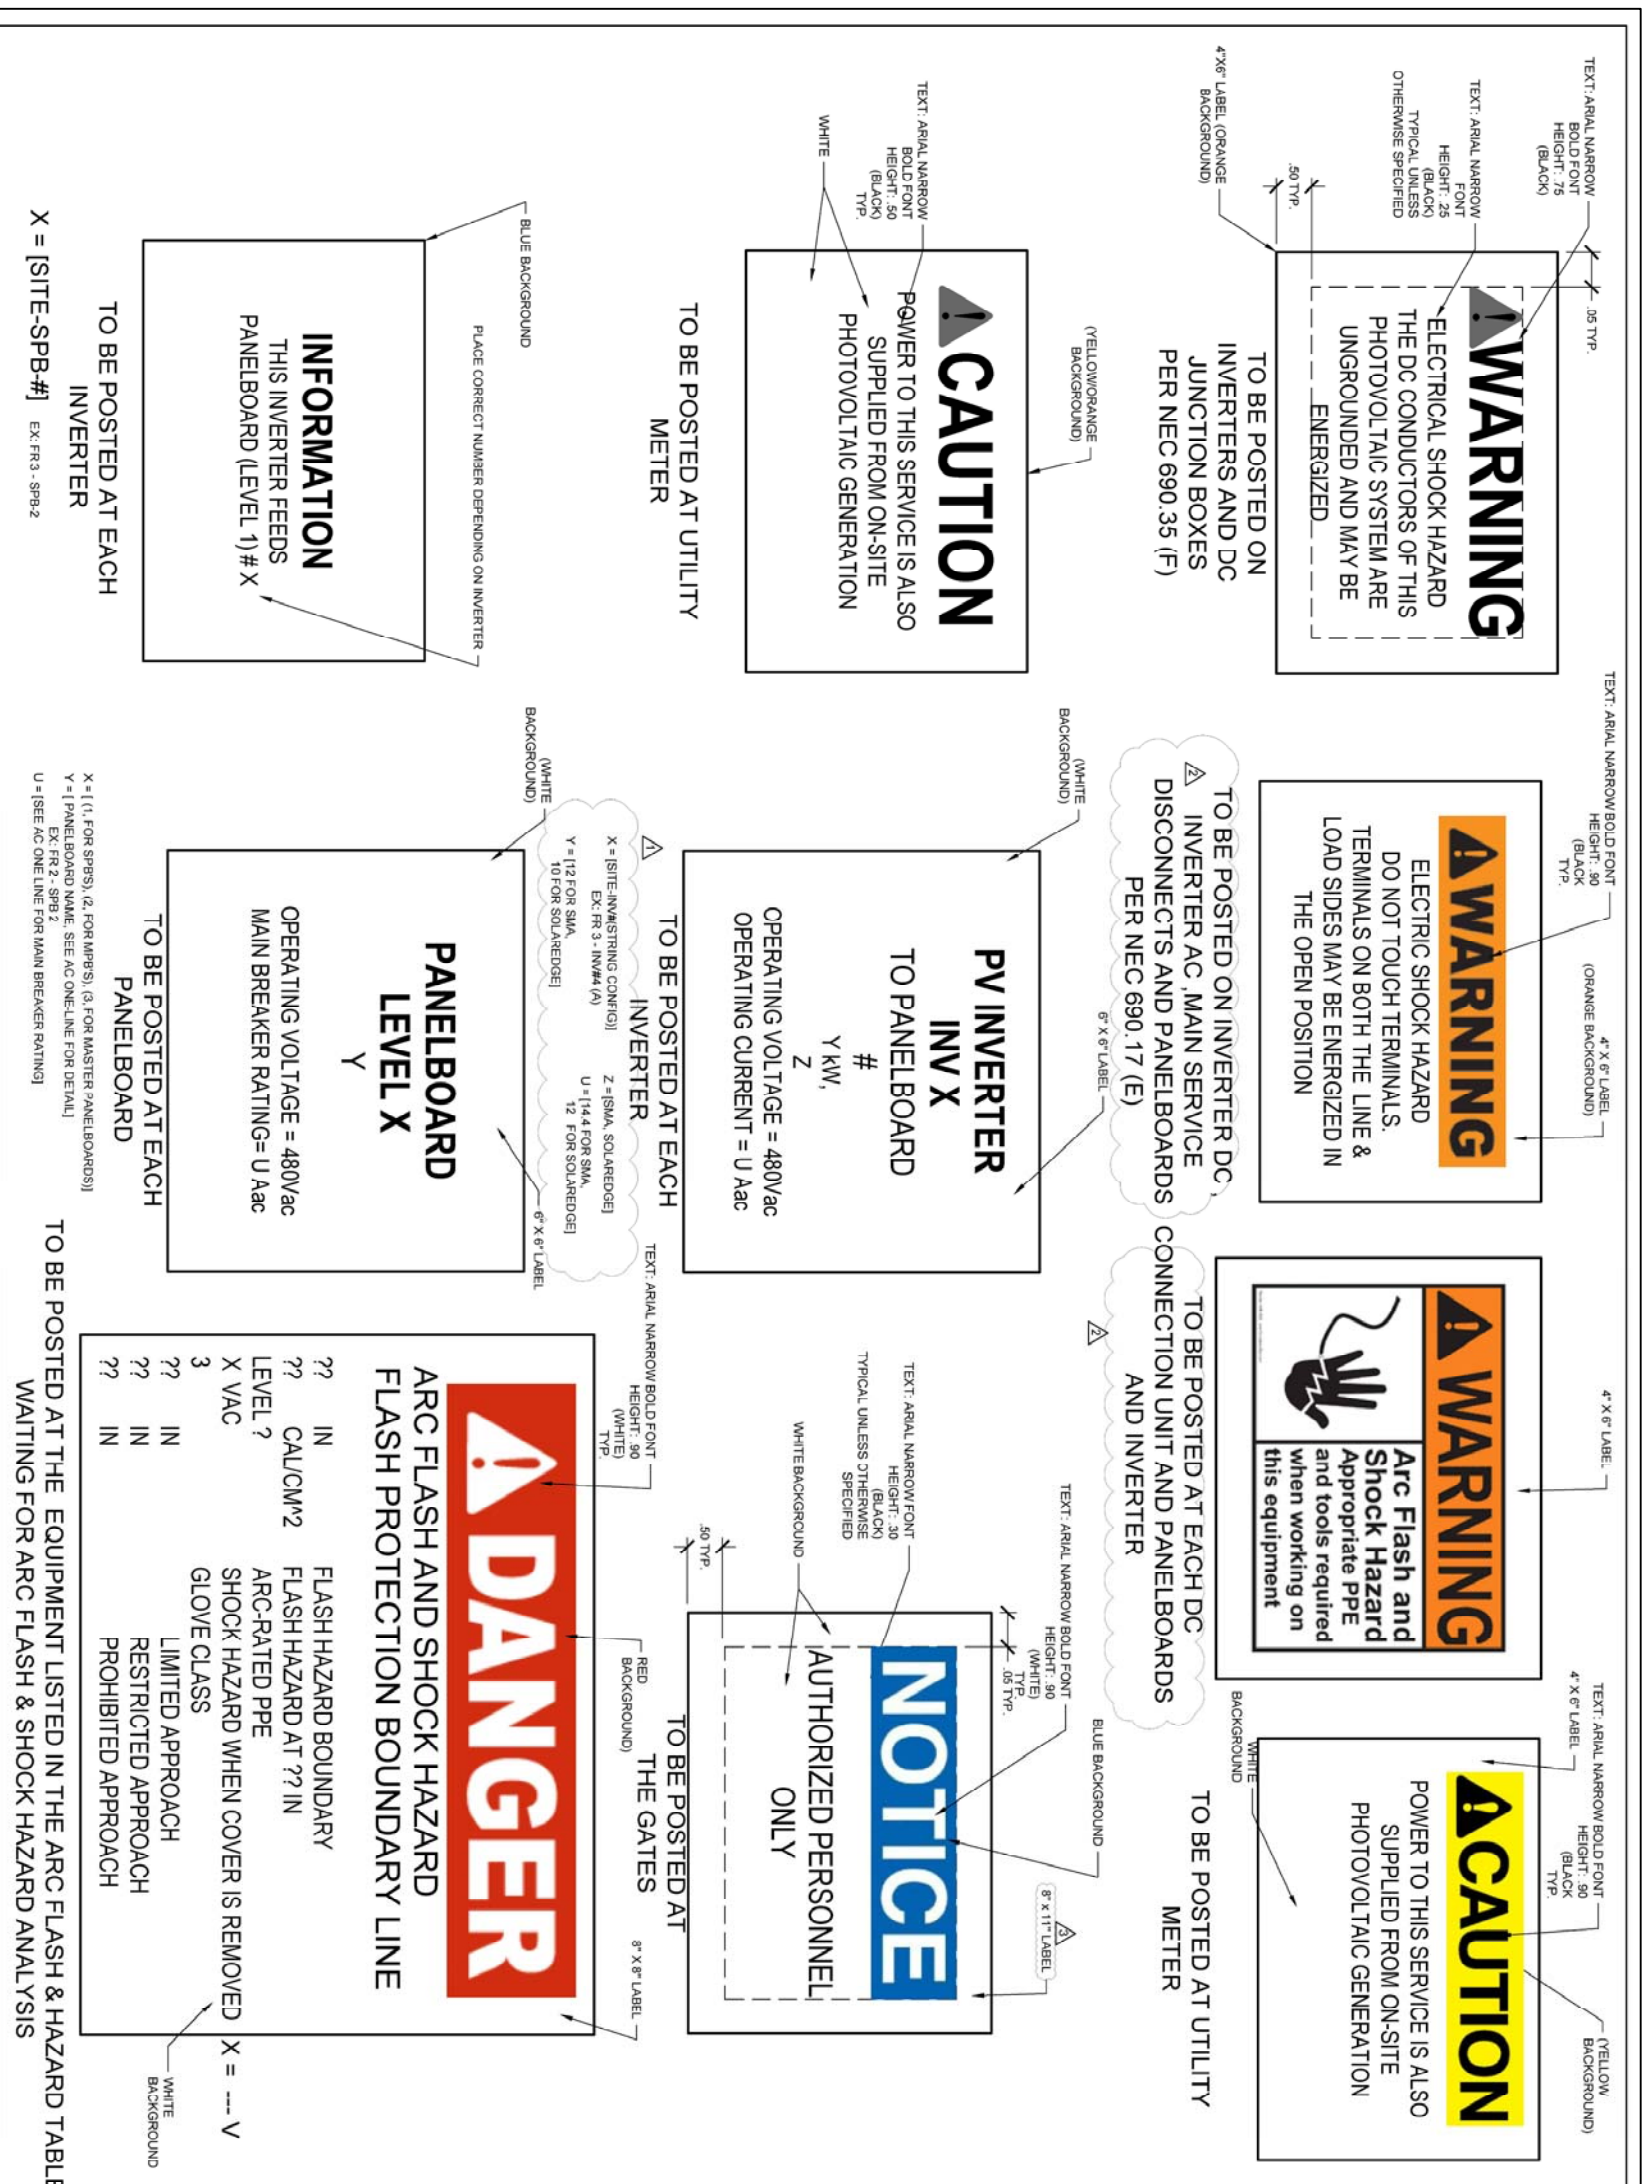 TEXT: ARIAL NARROW
BOLD FONT
HEIGHT: .75
(BLACK)
TEXT: ARIAL NARROW
FONT
HEIGHT: .25
(BLACK)
TYPICAL UNLESS
OTHERWISE SPECIFIED
4"X6" LABEL (ORANGE
BACKGROUND)
.50 TYP.
.05 TYP.
WARNING
ELECTRICAL SHOCK HAZARD
THE DC CONDUCTORS OF THIS
PHOTOVOLTAIC SYSTEM ARE
UNGROUNDED AND MAY BE
ENERGIZED
TO BE POSTED ON
INVERTERS AND DC
JUNCTION BOXES
PER NEC 690.35 (F)
TEXT: ARIAL NARROW BOLD FONT
HEIGHT: .90
(BLACK
TYP.
4" X 6" LABEL
(ORANGE BACKGROUND)
WARNING
ELECTRIC SHOCK HAZARD
DO NOT TOUCH TERMINALS.
TERMINALS ON BOTH THE LINE &
LOAD SIDES MAY BE ENERGIZED IN
THE OPEN POSITION
TO BE POSTED ON INVERTER DC,
2
INVERTER AC ,MAIN SERVICE
DISCONNECTS AND PANELBOARDS
PER NEC 690.17 (E)
4" X 6" LABEL
WARNING
Arc Flash and
Shock Hazard
Appropriate PPE
and tools required
when working on
this equipment
TO BE POSTED AT EACH DC
CONNECTION UNIT AND PANELBOARDS
AND INVERTER
2
TEXT: ARIAL NARROW BOLD FONT
HEIGHT: .90
(BLACK
TYP.
4" X 6" LABEL
(YELLOW
BACKGROUND)
CAUTION
POWER TO THIS SERVICE IS ALSO
SUPPLIED FROM ON-SITE
PHOTOVOLTAIC GENERATION
WHITE
BACKGROUND
TO BE POSTED AT UTILITY
METER
TEXT: ARIAL NARROW
BOLD FONT
HEIGHT: .50
(BLACK)
TYP.
WHITE
(YELLOW/ORANGE
BACKGROUND)
CAUTION
POWER TO THIS SERVICE IS ALSO
SUPPLIED FROM ON-SITE
PHOTOVOLTAIC GENERATION
TO BE POSTED AT UTILITY
METER
(WHITE
BACKGROUND)
6" X 6" LABEL
PV INVERTER
INV X
TO PANELBOARD
#
Y kW,
Z
OPERATING VOLTAGE = 480Vac
OPERATING CURRENT = U Aac
TO BE POSTED AT EACH
INVERTER
1
X = [SITE-INV#(STRING CONFIG)]
EX: FR 3 - INV#4 (A)
Y = [12 FOR SMA,
10 FOR SOLAREDGE]
Z = [SMA, SOLAREDGE]
U = [14.4 FOR SMA,
12 FOR SOLAREDGE]
TEXT: ARIAL NARROW BOLD FONT
HEIGHT: .90
(WHITE)
TYP.
.05 TYP.
BLUE BACKGROUND
3
8" x 11" LABEL
TEXT: ARIAL NARROW FONT
HEIGHT: .30
(BLACK)
TYPICAL UNLESS OTHERWISE
SPECIFIED
WHITE BACKGROUND
.50 TYP.
NOTICE
AUTHORIZED PERSONNEL
ONLY
TO BE POSTED AT
THE GATES
BLUE BACKGROUND
PLACE CORRECT NUMBER DEPENDING ON INVERTER
INFORMATION
THIS INVERTER FEEDS
PANELBOARD (LEVEL 1) # X
TO BE POSTED AT EACH
INVERTER
X = [SITE-SPB-#] EX: FR3 - SPB-2
(WHITE
BACKGROUND)
6" X 6" LABEL
PANELBOARD
LEVEL X
Y
OPERATING VOLTAGE = 480Vac
MAIN BREAKER RATING= U Aac
TO BE POSTED AT EACH
PANELBOARD
X = [ (1, FOR SPB'S), (2, FOR MPB'S), (3, FOR MASTER PANELBOARDS)]
Y = [ PANELBOARD NAME, SEE AC ONE-LINE FOR DETAIL]
EX: FR 2 - SPB 2
U = [SEE AC ONE LINE FOR MAIN BREAKER RATING]
TEXT: ARIAL NARROW BOLD FONT
HEIGHT: .90
(WHITE)
TYP.
RED
BACKGROUND)
8" X 8" LABEL
DANGER
ARC FLASH AND SHOCK HAZARD
FLASH PROTECTION BOUNDARY LINE
?? IN FLASH HAZARD BOUNDARY
?? CAL/CM^2 FLASH HAZARD AT ?? IN
LEVEL ? ARC-RATED PPE
X VAC SHOCK HAZARD WHEN COVER IS REMOVED X = --- V
3 GLOVE CLASS
?? IN LIMITED APPROACH
?? IN RESTRICTED APPROACH
?? IN PROHIBITED APPROACH
WHITE
BACKGROUND
TO BE POSTED AT THE EQUIPMENT LISTED IN THE ARC FLASH & HAZARD TABLE
WAITING FOR ARC FLASH & SHOCK HAZARD ANALYSIS